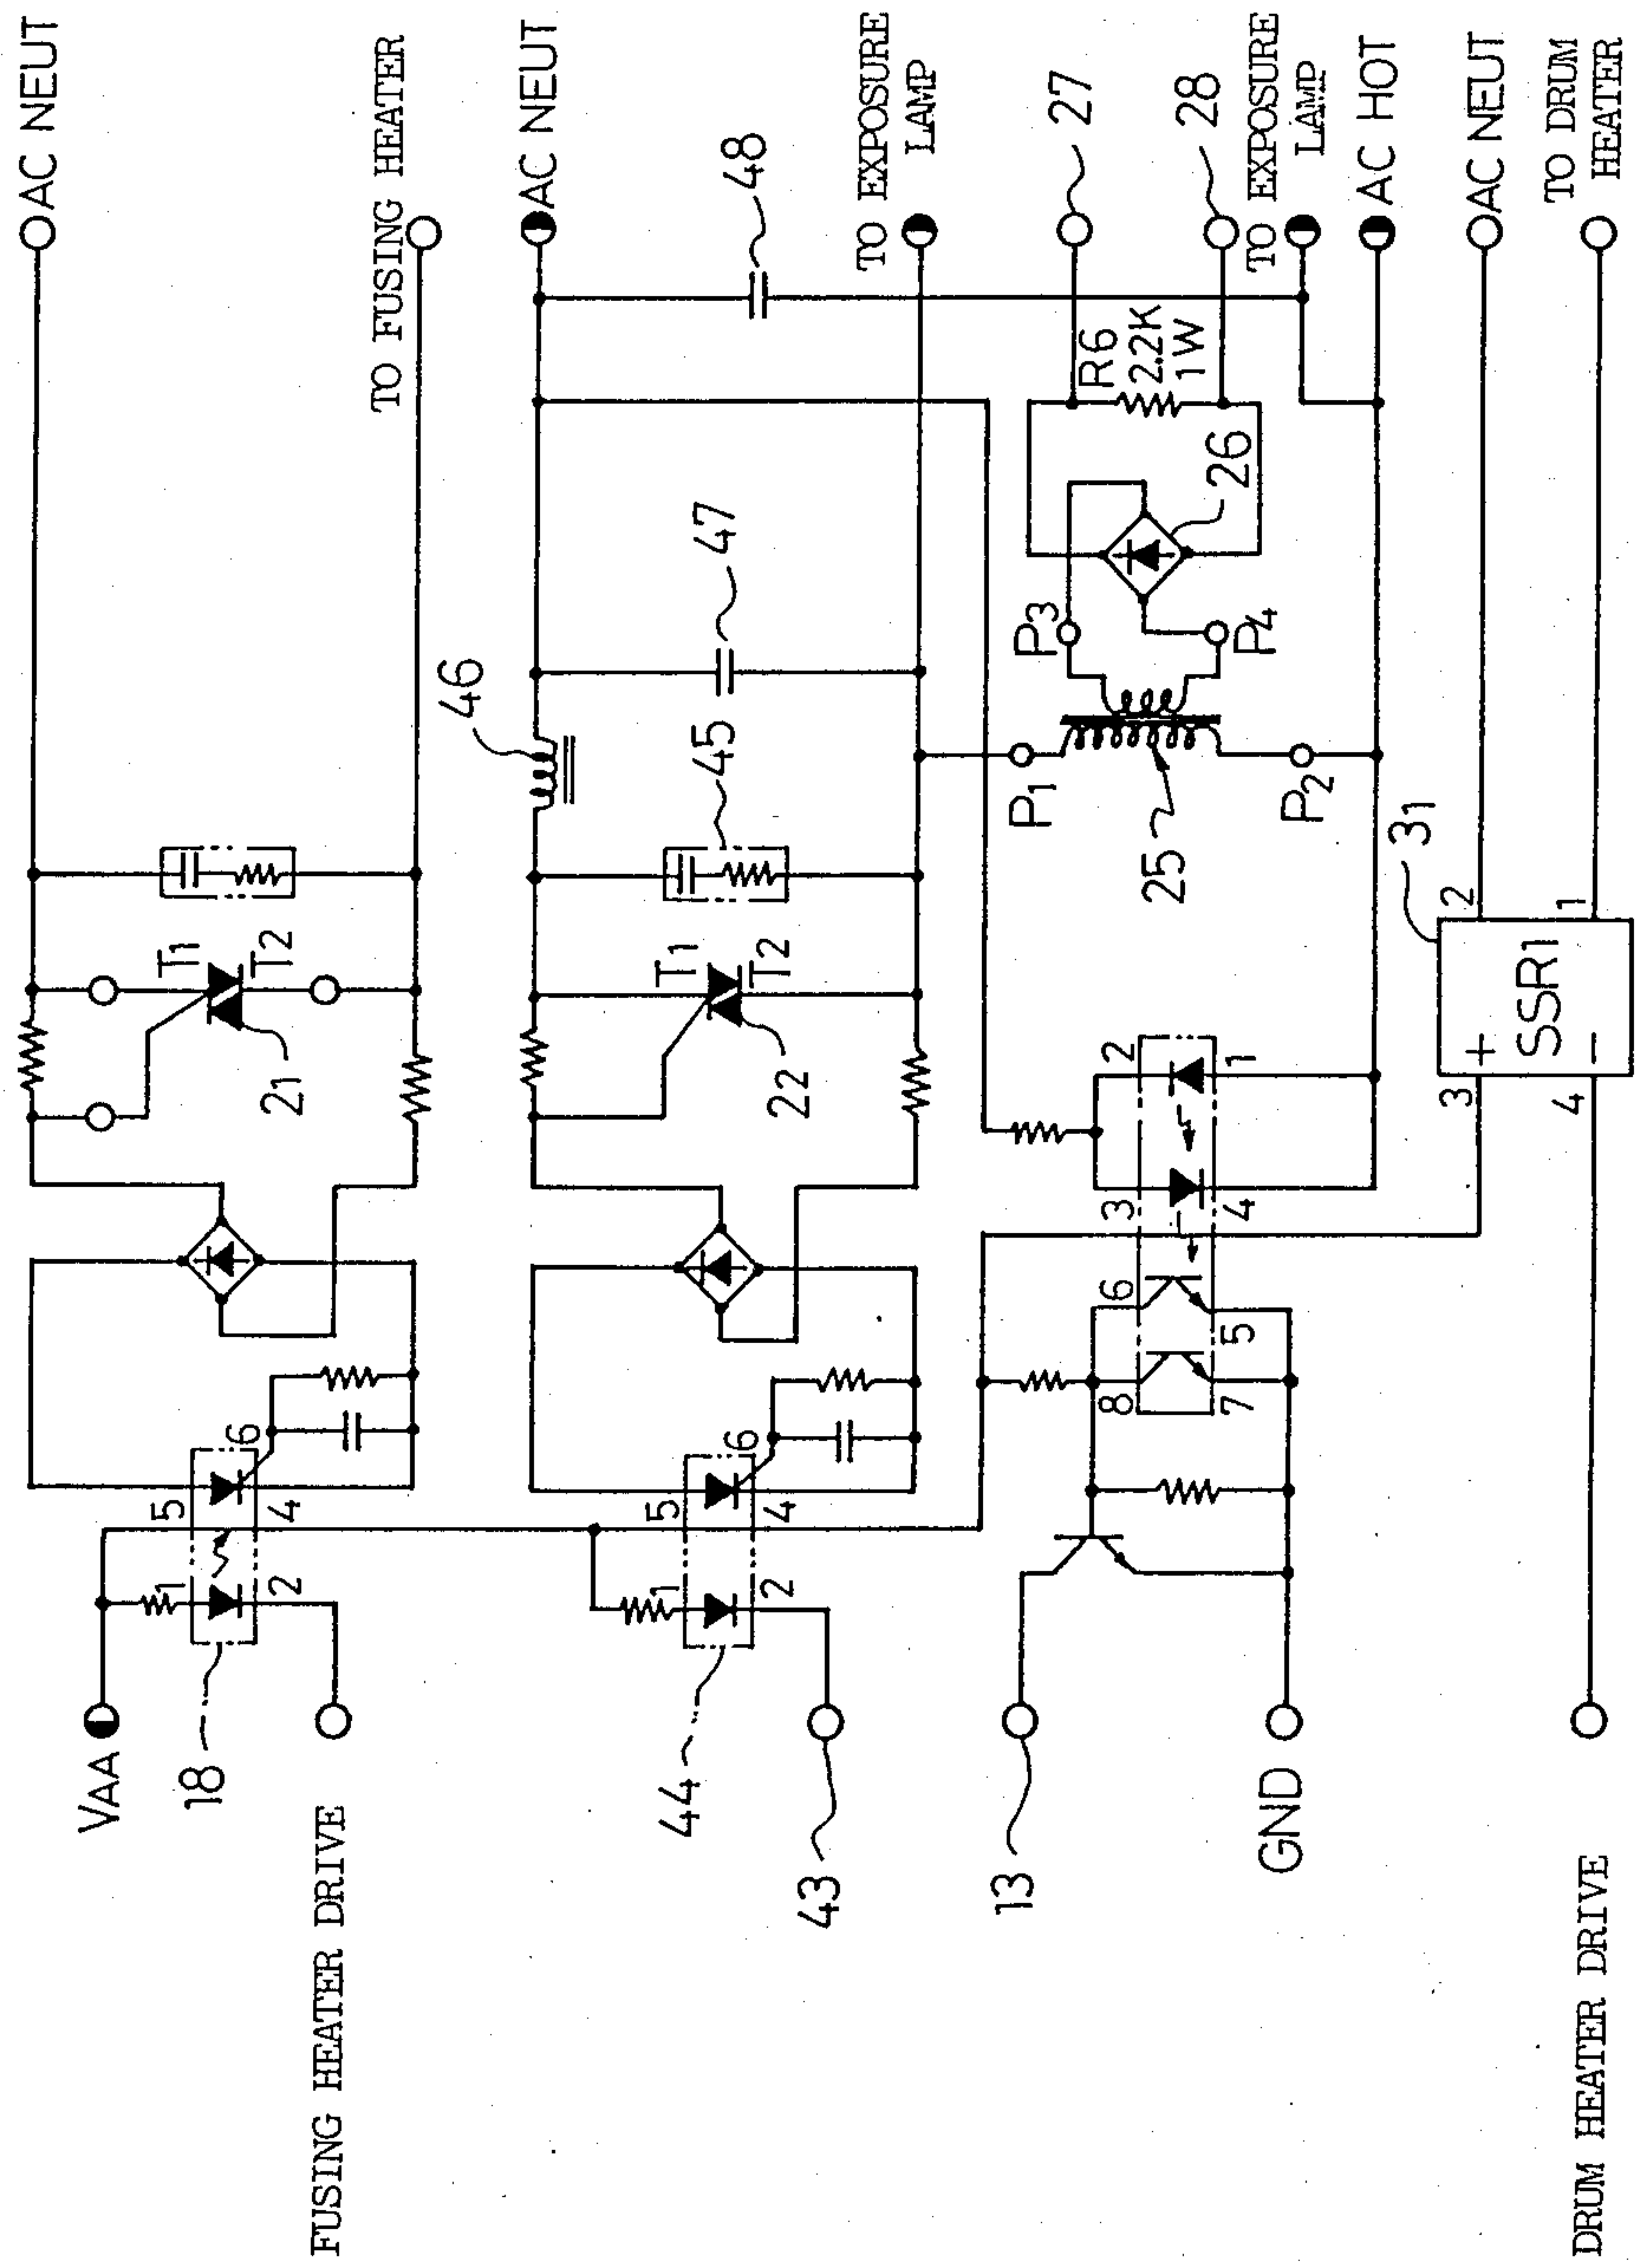 AC NEUT
TO FUSING HEATER
AC NEUT
TO EXPOSURE
LAMP
27
28
TO EXPOSURE
LAMP
AC HOT
AC NEUT
TO DRUM
HEATER
48
R6
2.2K
1W
26
47
46
45
P3
P4
P1
P2
25
31
T1
T2
21
T1
T2
22
2
1
3
4
SSR1
+
−
2
1
3
4
6
5
8
7
5
6
4
1
2
5
6
4
1
2
VAA
18
FUSING HEATER DRIVE
44
43
13
GND
DRUM HEATER DRIVE